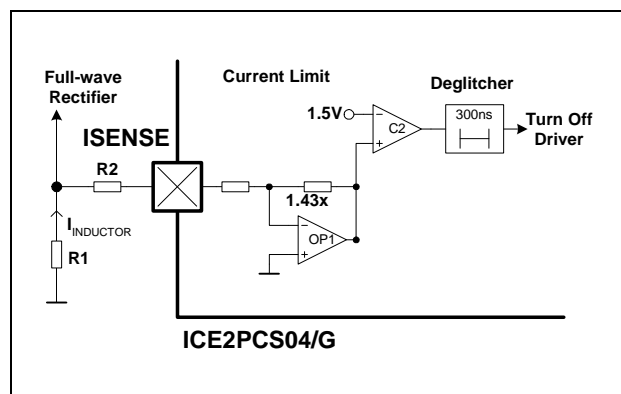 Full-wave
Rectifier
Current Limit
Deglitcher
ISENSE
1.5V
C2
300ns
Turn Off
Driver
R2
1.43x
IINDUCTOR
OP1
R1
ICE2PCS04/G